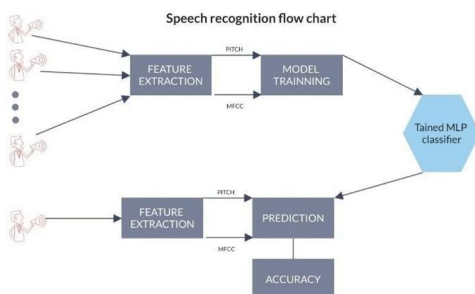 Speech recognition flow chart
PITCH
FEATURE
EXTRACTION
MODEL
TRAINNING
MFCC
Tained MLP
classifier
PITCH
FEATURE
EXTRACTION
PREDICTION
MFCC
ACCURACY